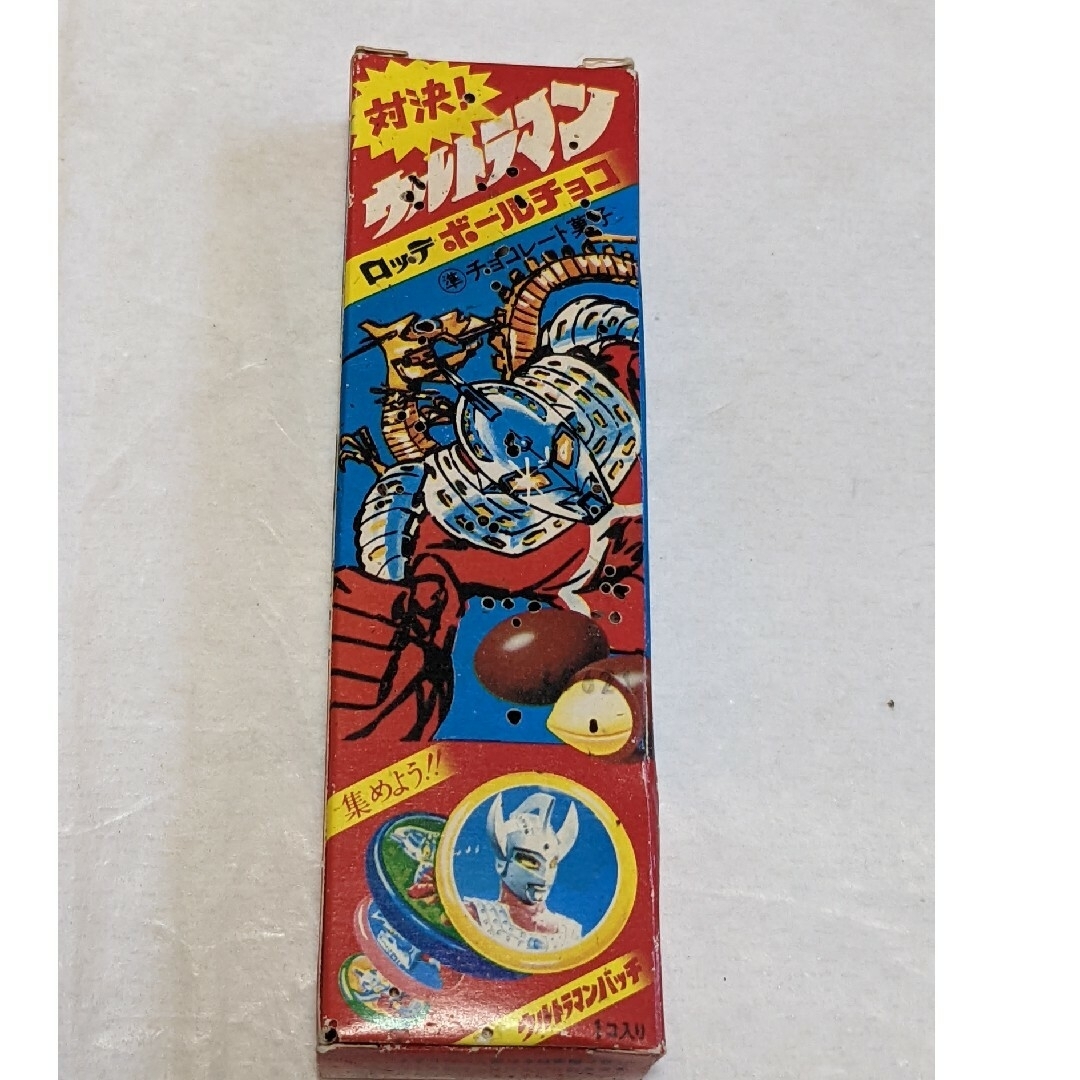 対決!
ウルトラマン
ロッテ ボールチョコ
準チョコレート菓子
集めよう!!
ウルトラマンバッチ
1コ入り